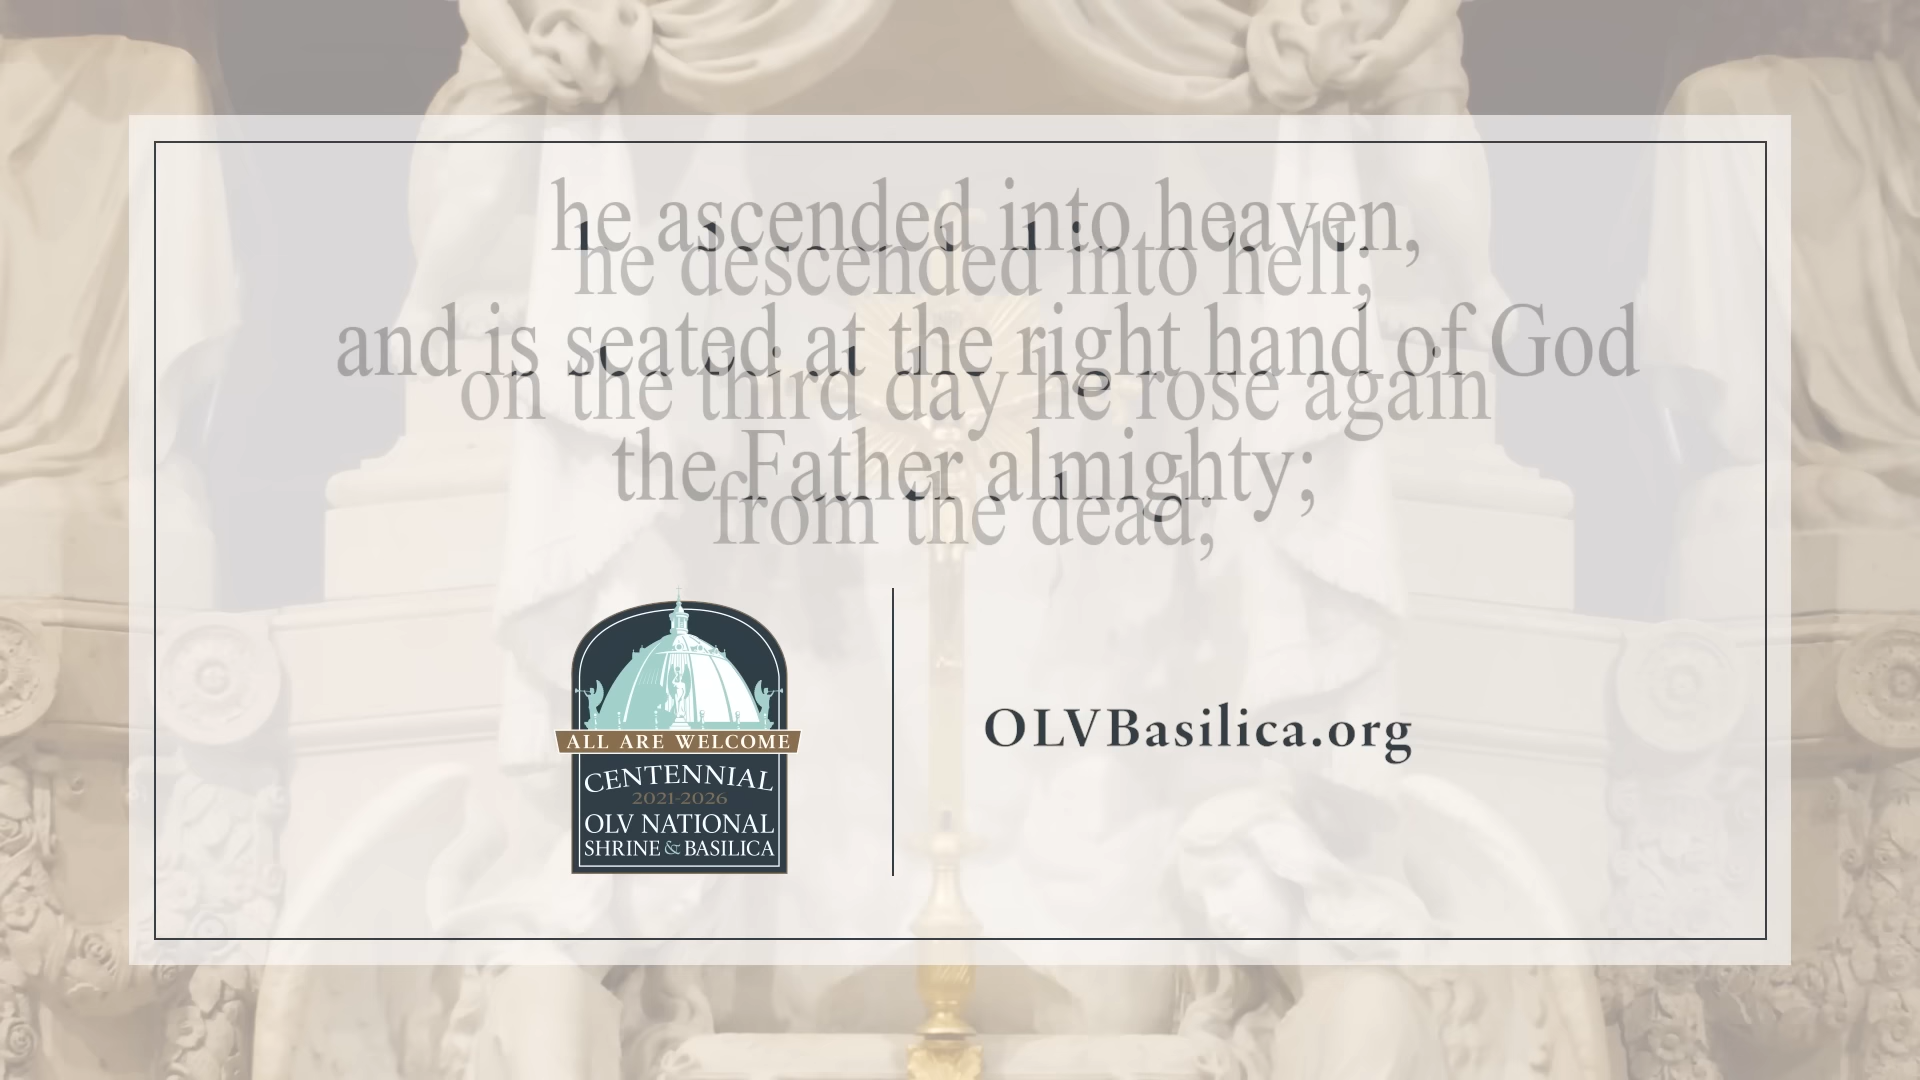 he ascended into heaven,
he descended into hell;
and is seated at the right hand of God
on the third day he rose again
the Father almighty;
from the dead;
ALL ARE WELCOME
CENTENNIAL
2021-2026
OLV NATIONAL
SHRINE & BASILICA
OLVBasilica.org